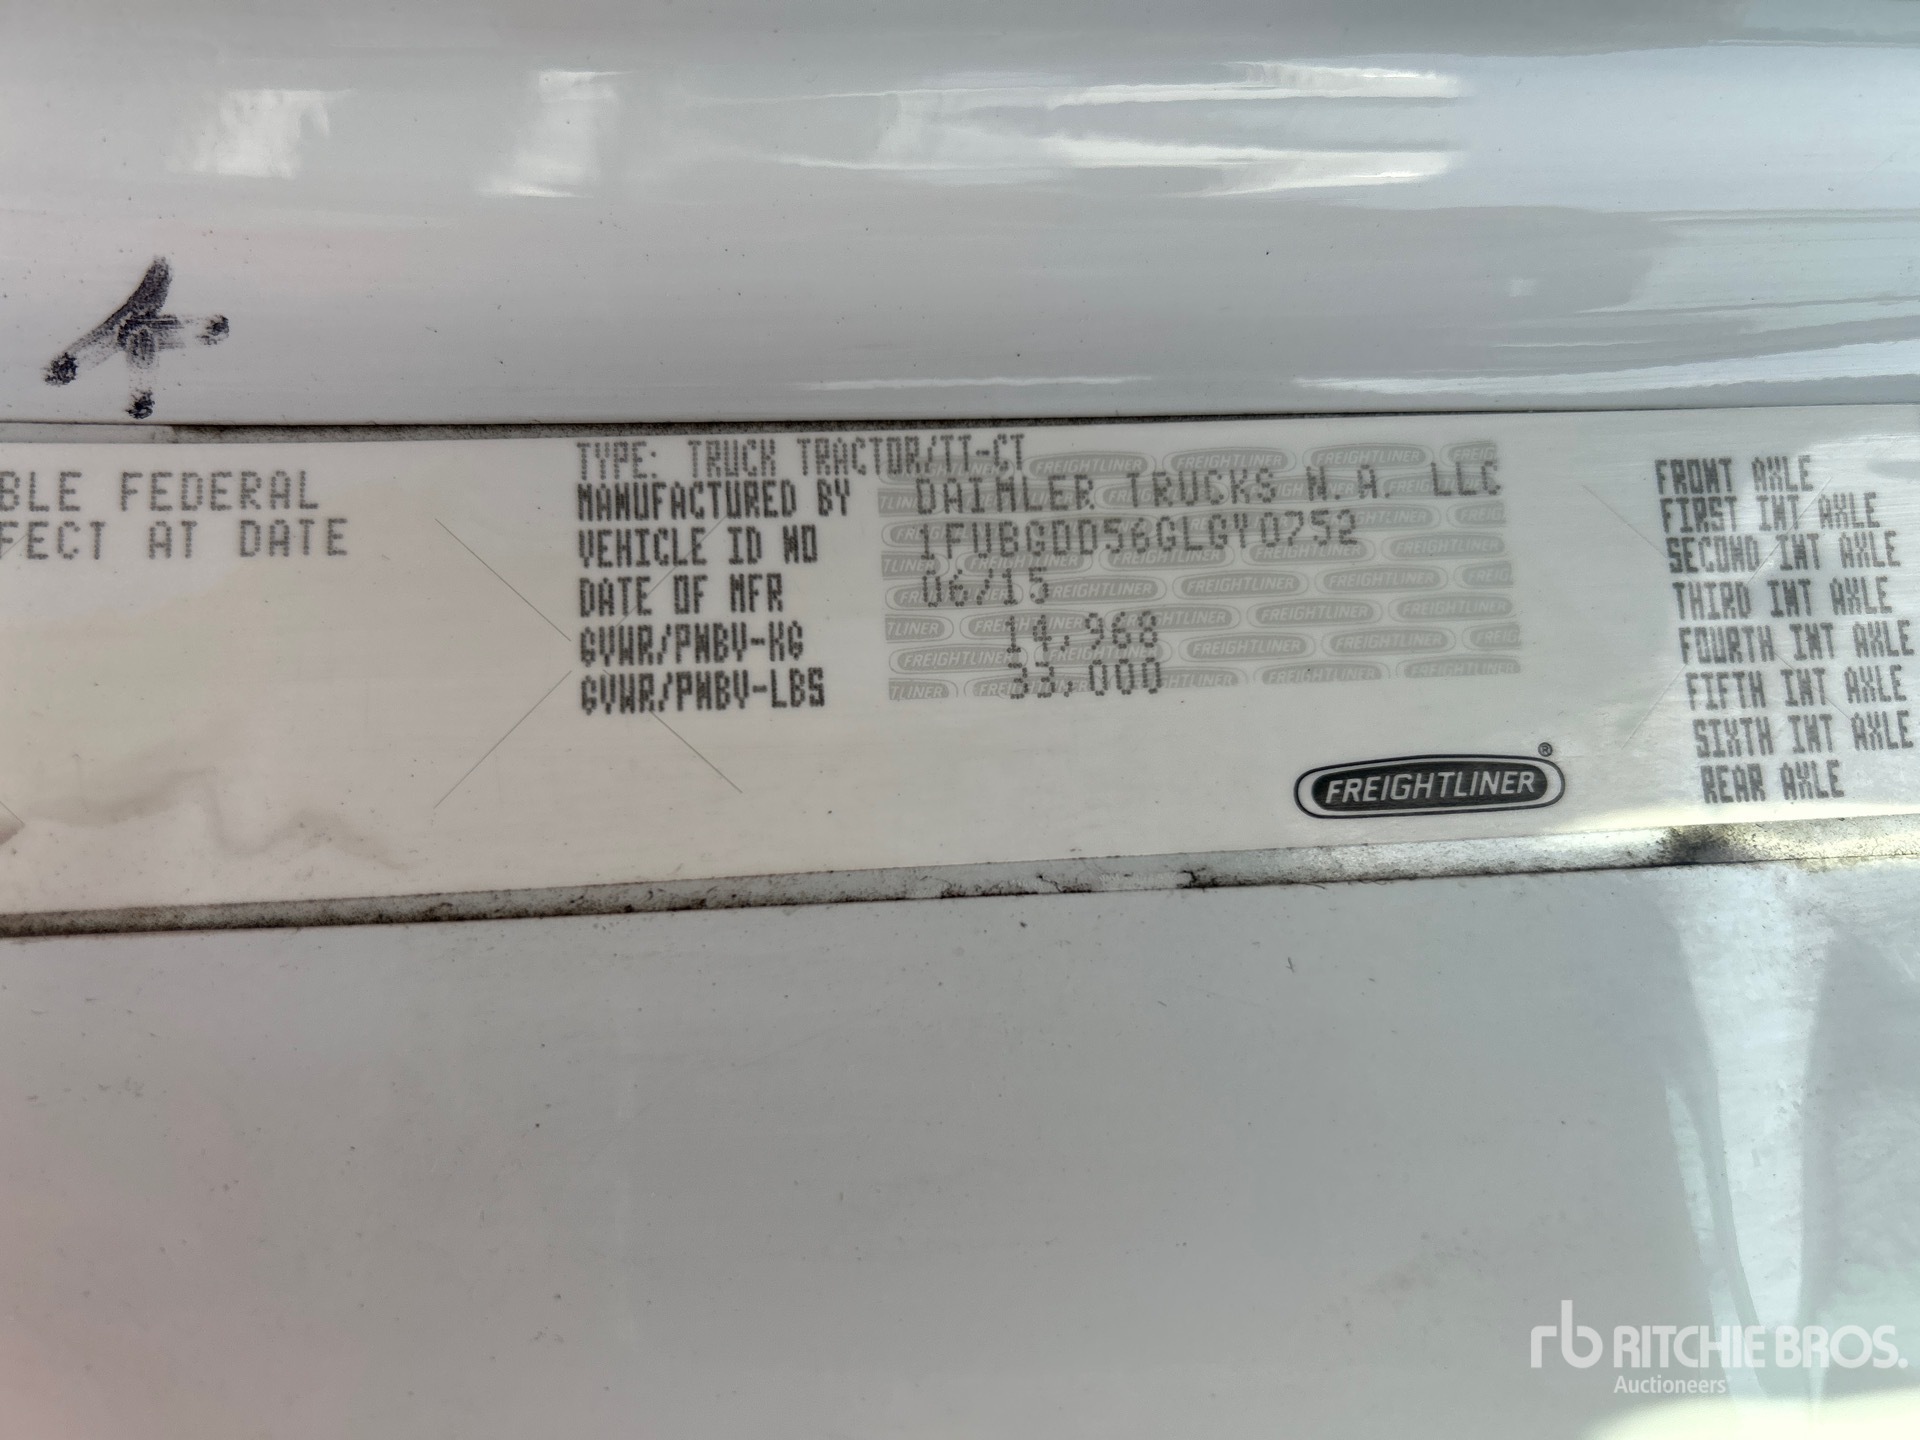 BLE FEDERAL
FECT AT DATE
TYPE: TRUCK TRACTOR/TT-CT
MANUFACTURED BY DAIMLER TRUCKS N.A. LLC
VEHICLE ID NO 1FUBGDD56GLGY0752
DATE OF MFR 06/15
GVWR/PNBV-KG 14,968
GVWR/PNBV-LBS 33,000
FREIGHTLINER®
FRONT AXLE
FIRST INT AXLE
SECOND INT AXLE
THIRD INT AXLE
FOURTH INT AXLE
FIFTH INT AXLE
SIXTH INT AXLE
REAR AXLE
rb RITCHIE BROS.
Auctioneers